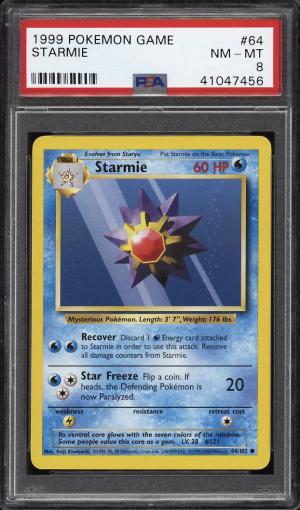 1999 POKEMON GAME #64
STARMIE NM - MT
8
PSA 41047456
STAGE 1 Evolves from Staryu Put Starmie on the Basic Pokémon
Starmie 60 HP
Mysterious Pokémon. Length: 3' 7", Weight: 176 lbs.
Recover Discard 1 Energy card attached
to Starmie in order to use this attack. Remove
all damage counters from Starmie.
Star Freeze Flip a coin. If
heads, the Defending Pokémon is
now Paralyzed.
20
weakness resistance retreat cost
Its central core glows with the seven colors of the rainbow.
Some people value this core as a gem. LV. 28 #121
Illus. Keiji Kinebuchi 64/102